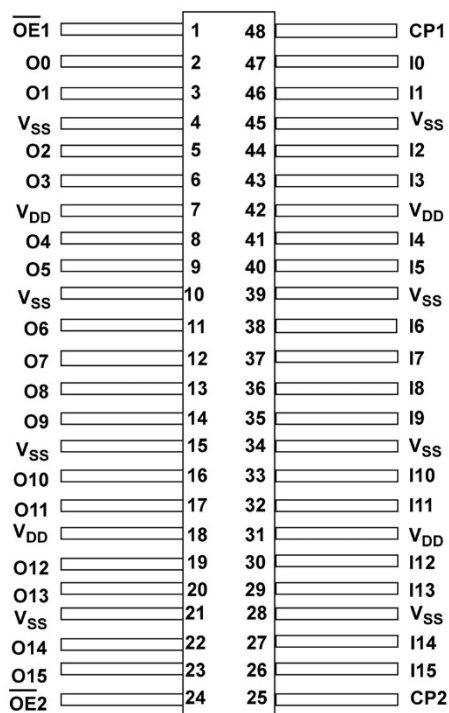 O̅E̅1 1 48 CP1
O0 2 47 I0
O1 3 46 I1
VSS 4 45 VSS
O2 5 44 I2
O3 6 43 I3
VDD 7 42 VDD
O4 8 41 I4
O5 9 40 I5
VSS 10 39 VSS
O6 11 38 I6
O7 12 37 I7
O8 13 36 I8
O9 14 35 I9
VSS 15 34 VSS
O10 16 33 I10
O11 17 32 I11
VDD 18 31 VDD
O12 19 30 I12
O13 20 29 I13
VSS 21 28 VSS
O14 22 27 I14
O15 23 26 I15
O̅E̅2 24 25 CP2